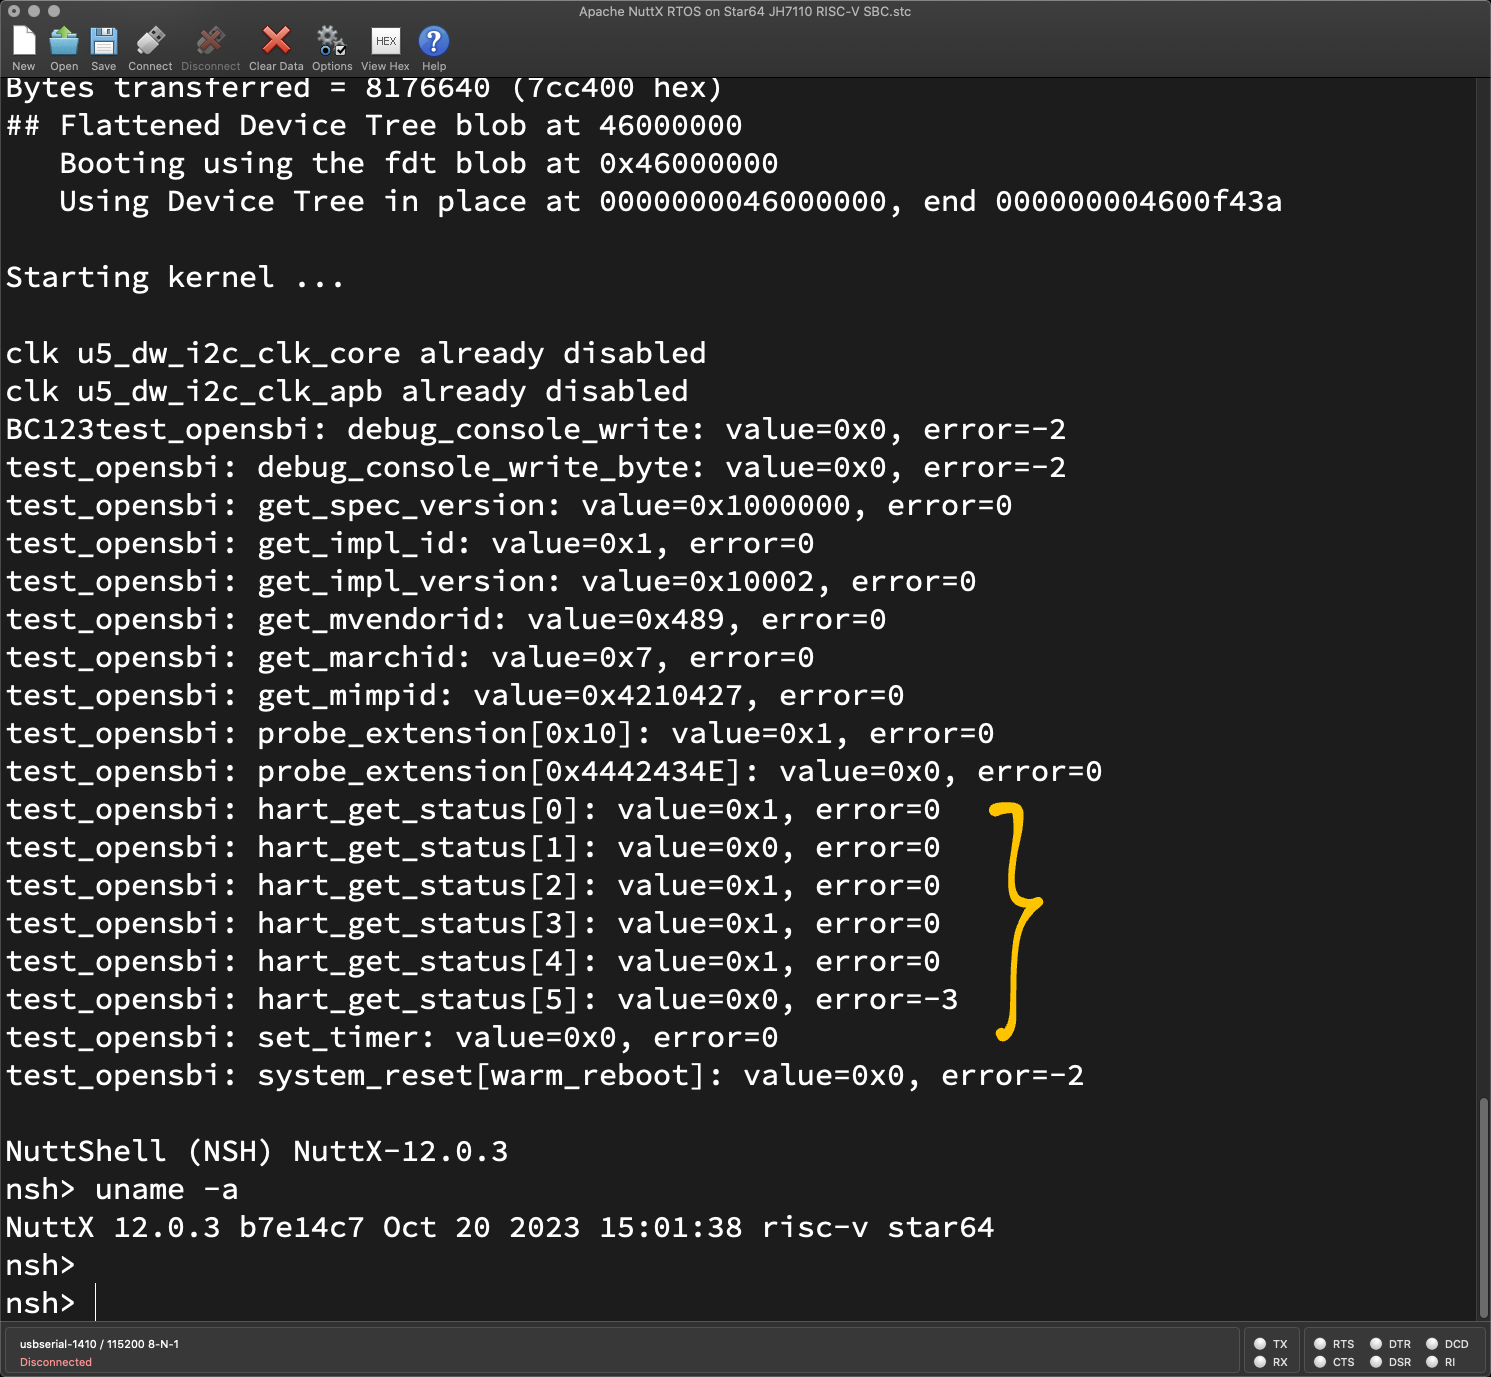 Apache NuttX RTOS on Star64 JH7110 RISC-V SBC.stc
New Open Save Connect Disconnect Clear Data Options HEX View Hex ? Help
Bytes transferred = 8176640 (7cc400 hex)
## Flattened Device Tree blob at 46000000
   Booting using the fdt blob at 0x46000000
   Using Device Tree in place at 0000000046000000, end 000000004600f43a
Starting kernel ...
clk u5_dw_i2c_clk_core already disabled
clk u5_dw_i2c_clk_apb already disabled
BC123test_opensbi: debug_console_write: value=0x0, error=-2
test_opensbi: debug_console_write_byte: value=0x0, error=-2
test_opensbi: get_spec_version: value=0x1000000, error=0
test_opensbi: get_impl_id: value=0x1, error=0
test_opensbi: get_impl_version: value=0x10002, error=0
test_opensbi: get_mvendorid: value=0x489, error=0
test_opensbi: get_marchid: value=0x7, error=0
test_opensbi: get_mimpid: value=0x4210427, error=0
test_opensbi: probe_extension[0x10]: value=0x1, error=0
test_opensbi: probe_extension[0x4442434E]: value=0x0, error=0
test_opensbi: hart_get_status[0]: value=0x1, error=0
test_opensbi: hart_get_status[1]: value=0x0, error=0
test_opensbi: hart_get_status[2]: value=0x1, error=0
test_opensbi: hart_get_status[3]: value=0x1, error=0
test_opensbi: hart_get_status[4]: value=0x1, error=0
test_opensbi: hart_get_status[5]: value=0x0, error=-3
test_opensbi: set_timer: value=0x0, error=0
test_opensbi: system_reset[warm_reboot]: value=0x0, error=-2
NuttShell (NSH) NuttX-12.0.3
nsh> uname -a
NuttX 12.0.3 b7e14c7 Oct 20 2023 15:01:38 risc-v star64
nsh>
nsh>
usbserial-1410 / 115200 8-N-1
Disconnected
TX RTS DTR DCD
RX CTS DSR RI